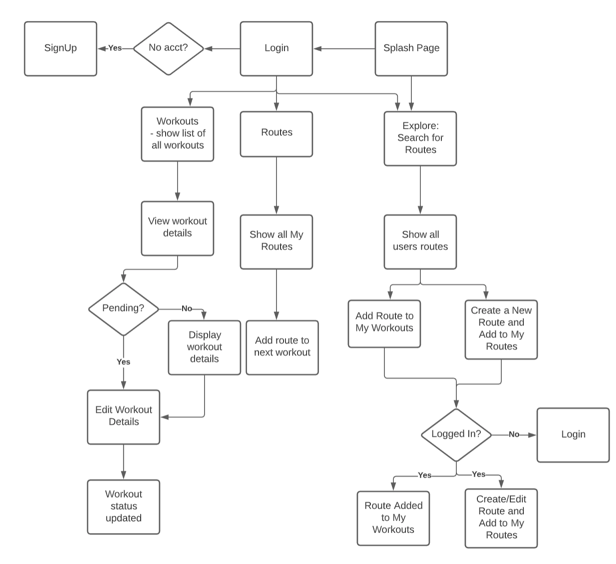 SignUp
Yes
No acct?
Login
Splash Page
Workouts
- show list of
all workouts
Routes
Explore:
Search for
Routes
View workout
details
Show all My
Routes
Show all
users routes
Pending?
No
Display
workout
details
Add route to
next workout
Add Route to
My Workouts
Create a New
Route and
Add to My
Routes
Yes
Edit Workout
Details
Logged In?
No
Login
Yes
Yes
Workout
status
updated
Route Added
to My
Workouts
Create/Edit
Route and
Add to My
Routes